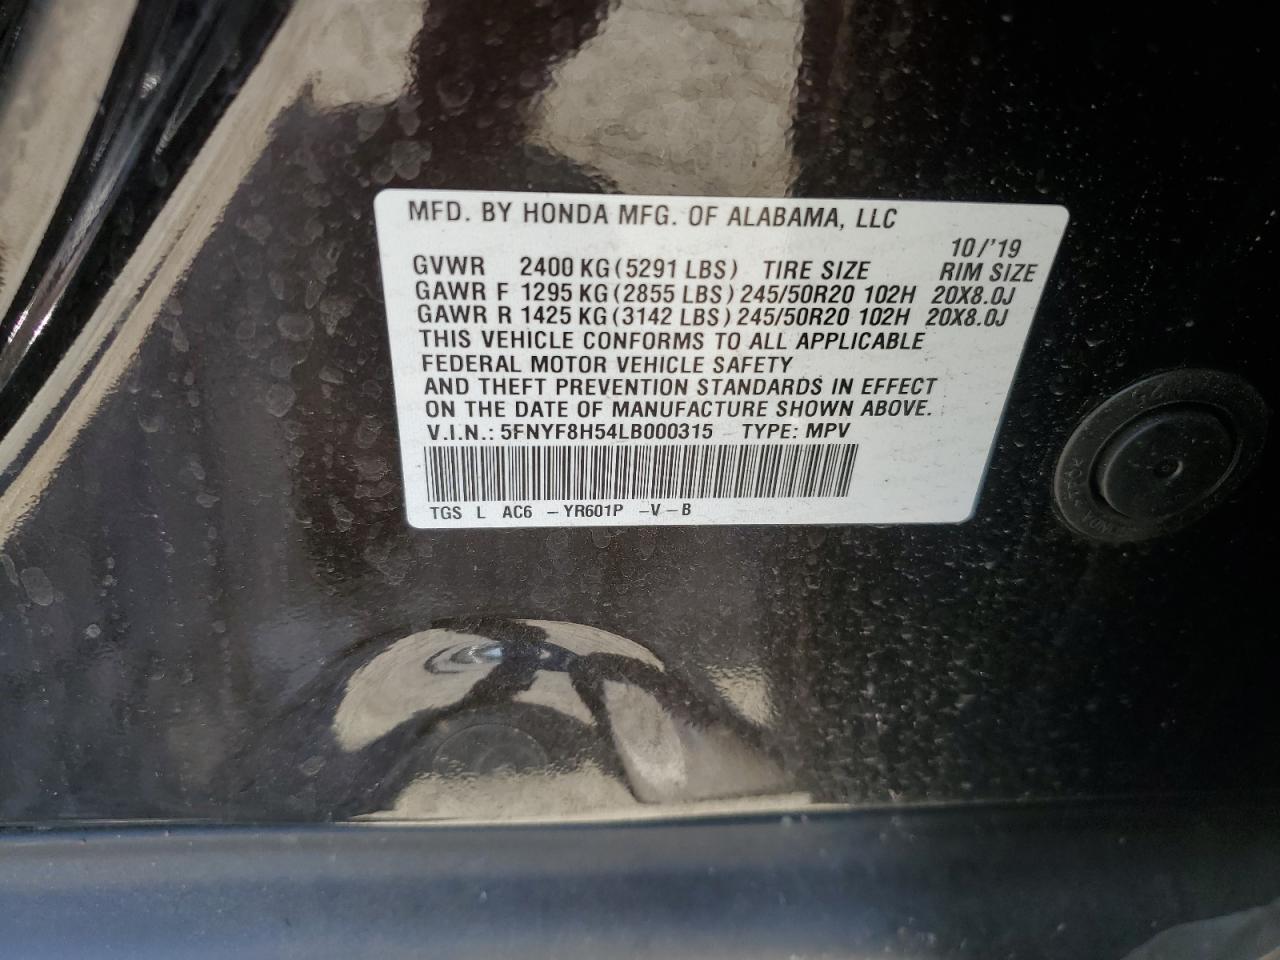 MFD. BY HONDA MFG. OF ALABAMA, LLC
10/'19
GVWR 2400 KG (5291 LBS) TIRE SIZE RIM SIZE
GAWR F 1295 KG (2855 LBS) 245/50R20 102H 20X8.0J
GAWR R 1425 KG (3142 LBS) 245/50R20 102H 20X8.0J
THIS VEHICLE CONFORMS TO ALL APPLICABLE
FEDERAL MOTOR VEHICLE SAFETY
AND THEFT PREVENTION STANDARDS IN EFFECT
ON THE DATE OF MANUFACTURE SHOWN ABOVE.
V.I.N.: 5FNYF8H54LB000315 TYPE: MPV
TGS L AC6 -YR601P -V-B